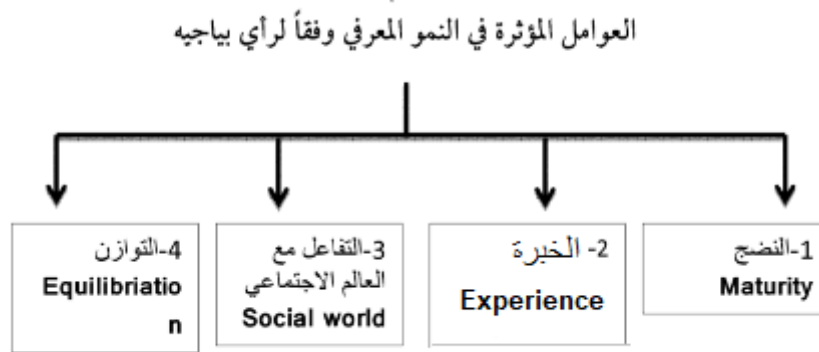 العوامل المؤثرة في النمو المعرفي وفقاً لرأي بياجيه
1-النضج
Maturity
2- الخبرة
Experience
3-التفاعل مع
العالم الاجتماعي
Social world
4-التوازن
Equilibriatio
n